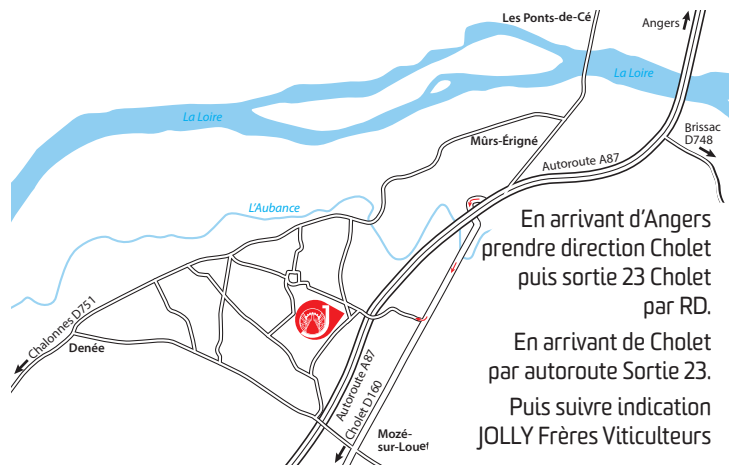 Les Ponts-de-Cé
Angers
La Loire
La Loire
Brissac
D748
Mûrs-Érigné
Autoroute A87
L'Aubance
En arrivant d'Angers
prendre direction Cholet
puis sortie 23 Cholet
par RD.
En arrivant de Cholet
par autoroute Sortie 23.
Puis suivre indication
JOLLY Frères Viticulteurs
Chalonnes D751
Denée
Autoroute A87
Cholet D160
Mozé-
sur-Louet